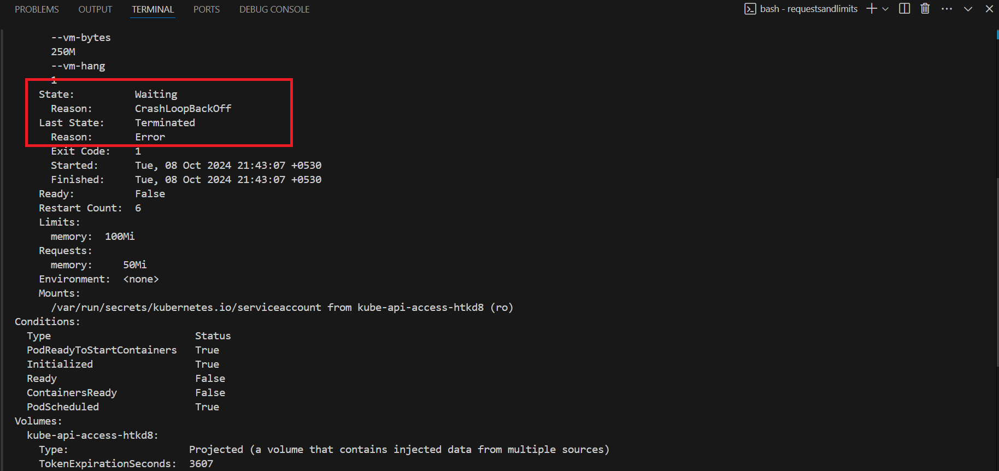 PROBLEMS OUTPUT TERMINAL PORTS DEBUG CONSOLE bash - requestsandlimits
--vm-bytes
250M
--vm-hang
1
State: Waiting
Reason: CrashLoopBackOff
Last State: Terminated
Reason: Error
Exit Code: 1
Started: Tue, 08 Oct 2024 21:43:07 +0530
Finished: Tue, 08 Oct 2024 21:43:07 +0530
Ready: False
Restart Count: 6
Limits:
memory: 100Mi
Requests:
memory: 50Mi
Environment: <none>
Mounts:
/var/run/secrets/kubernetes.io/serviceaccount from kube-api-access-htkd8 (ro)
Conditions:
Type Status
PodReadyToStartContainers True
Initialized True
Ready False
ContainersReady False
PodScheduled True
Volumes:
kube-api-access-htkd8:
Type: Projected (a volume that contains injected data from multiple sources)
TokenExpirationSeconds: 3607